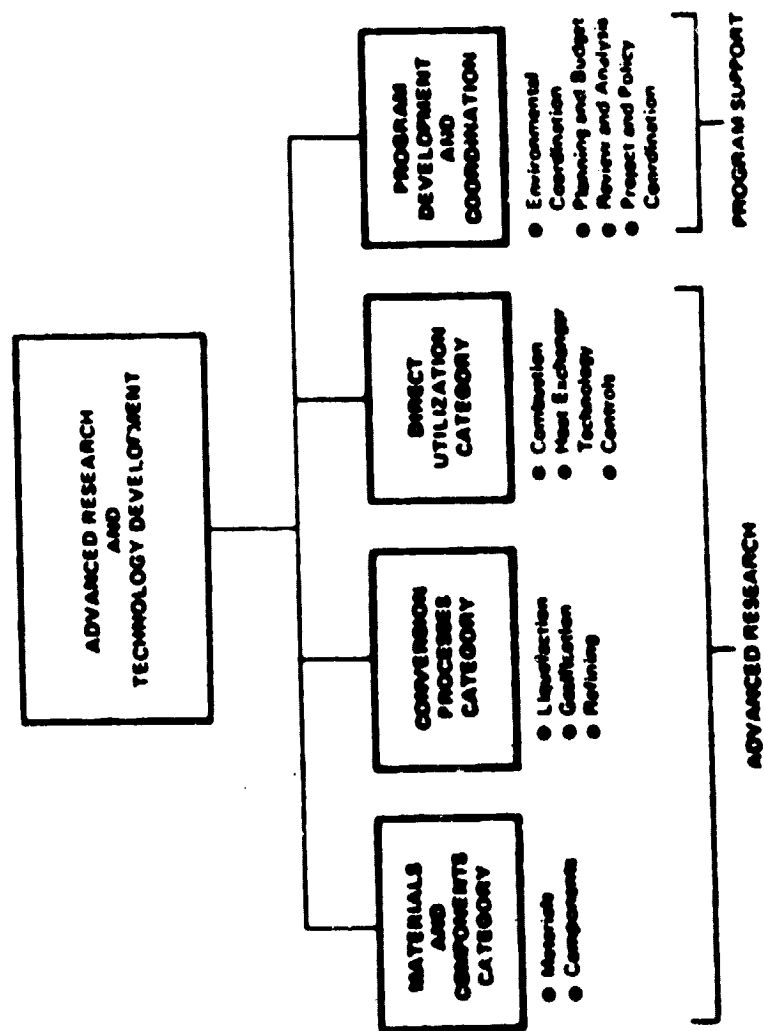 ADVANCED RESEARCH
AND
TECHNOLOGY DEVELOPMENT
MATERIALS
AND
COMPONENTS
CATEGORY
● Materials
● Components
CONVERSION
PROCESSES
CATEGORY
● Liquefaction
● Gasification
● Refining
DIRECT
UTILIZATION
CATEGORY
● Combustion
● Heat Exchanger
Technology
● Controls
PROGRAM
DEVELOPMENT
AND
COORDINATION
● Environmental
Coordination
● Planning and Budget
● Review and Analysis
● Project and Policy
Coordination
ADVANCED RESEARCH
PROGRAM SUPPORT